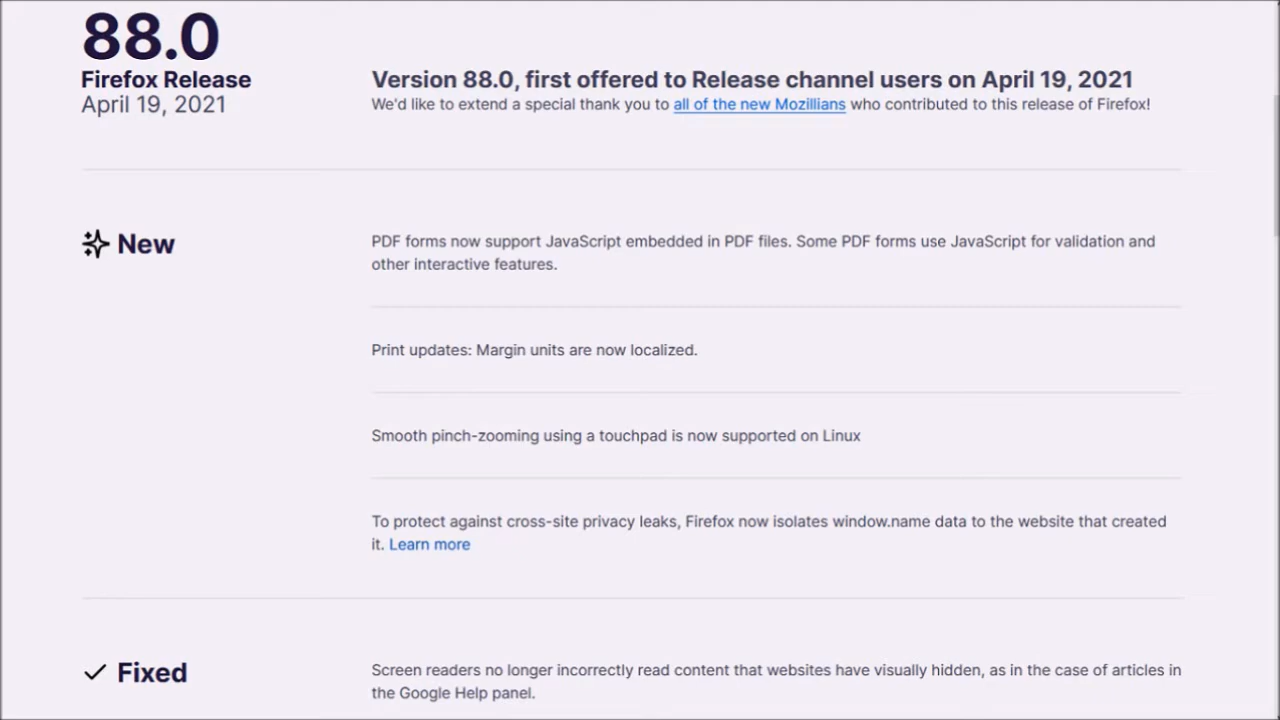 88.0
Firefox Release
April 19, 2021
Version 88.0, first offered to Release channel users on April 19, 2021
We'd like to extend a special thank you to all of the new Mozillians who contributed to this release of Firefox!
New
PDF forms now support JavaScript embedded in PDF files. Some PDF forms use JavaScript for validation and
other interactive features.
Print updates: Margin units are now localized.
Smooth pinch-zooming using a touchpad is now supported on Linux
To protect against cross-site privacy leaks, Firefox now isolates window.name data to the website that created
it. Learn more
Fixed
Screen readers no longer incorrectly read content that websites have visually hidden, as in the case of articles in
the Google Help panel.